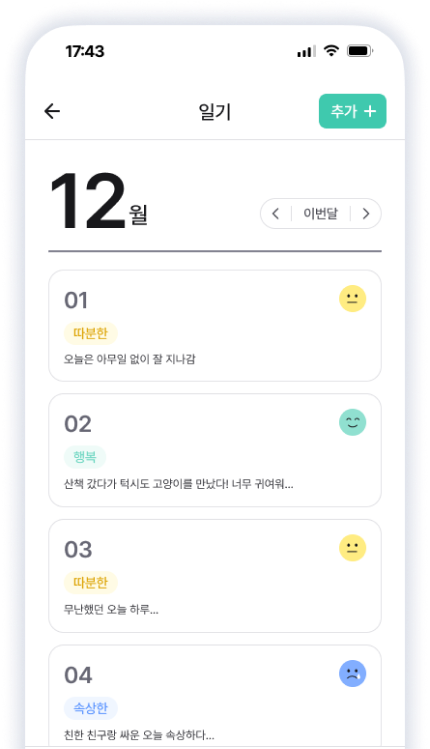 17:43
일기
추가 +
12월
이번달
01
따분한
오늘은 아무일 없이 잘 지나감
02
행복
산책 갔다가 턱시도 고양이를 만났다! 너무 귀여워...
03
따분한
무난했던 오늘 하루...
04
속상한
친한 친구랑 싸운 오늘 속상하다...